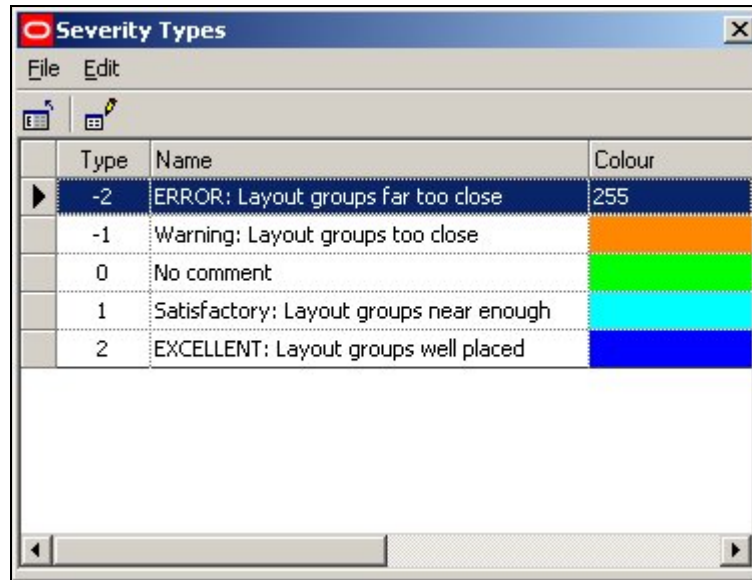 Severity Types
File Edit
Type Name Colour
-2 ERROR: Layout groups far too close 255
-1 Warning: Layout groups too close
0 No comment
1 Satisfactory: Layout groups near enough
2 EXCELLENT: Layout groups well placed